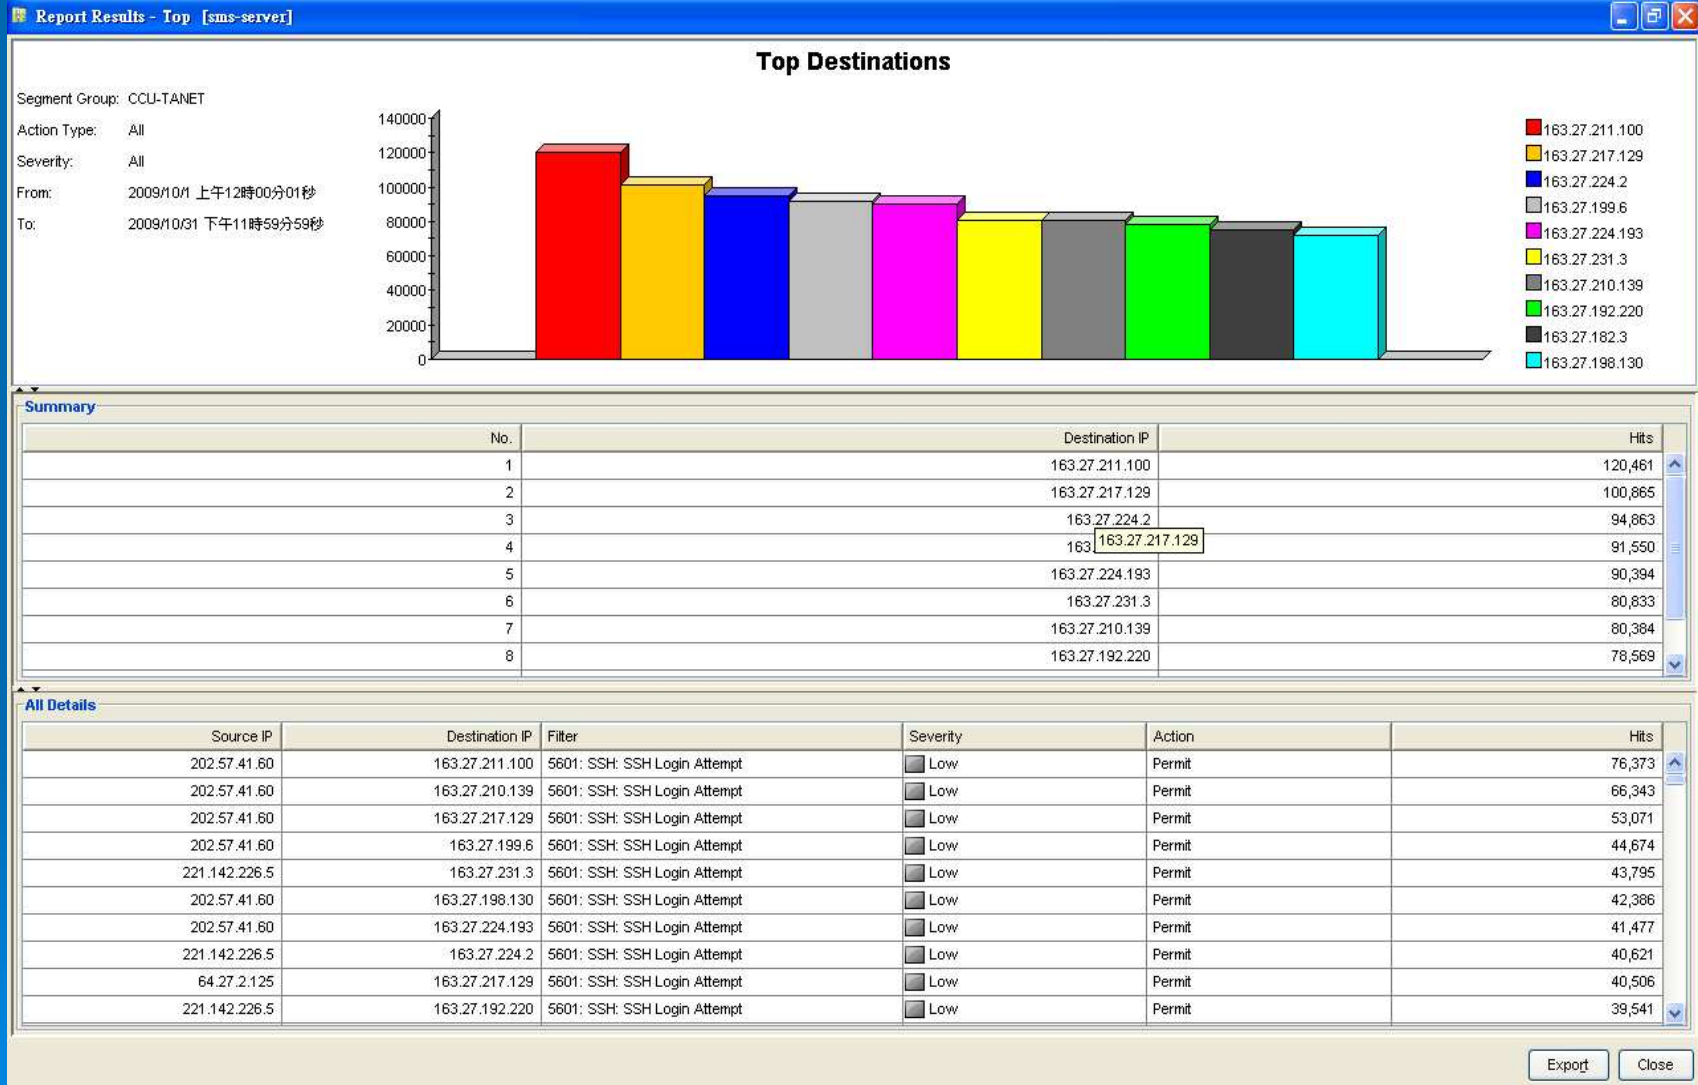 Report Results - Top [sms-server]
Top Destinations
Segment Group: CCU-TANET
Action Type: All
Severity: All
From: 2009/10/1 上午12時00分01秒
To: 2009/10/31 下午11時59分59秒
140000
120000
100000
80000
60000
40000
20000
0
163.27.211.100
163.27.217.129
163.27.224.2
163.27.199.6
163.27.224.193
163.27.231.3
163.27.210.139
163.27.192.220
163.27.182.3
163.27.198.130
Summary
No. Destination IP Hits
1 163.27.211.100 120,461
2 163.27.217.129 100,865
3 163.27.224.2 94,863
163.27.217.129
4 163. 91,550
5 163.27.224.193 90,394
6 163.27.231.3 80,833
7 163.27.210.139 80,384
8 163.27.192.220 78,569
All Details
Source IP Destination IP Filter Severity Action Hits
202.57.41.60 163.27.211.100 5601: SSH: SSH Login Attempt Low Permit 76,373
202.57.41.60 163.27.210.139 5601: SSH: SSH Login Attempt Low Permit 66,343
202.57.41.60 163.27.217.129 5601: SSH: SSH Login Attempt Low Permit 53,071
202.57.41.60 163.27.199.6 5601: SSH: SSH Login Attempt Low Permit 44,674
221.142.226.5 163.27.231.3 5601: SSH: SSH Login Attempt Low Permit 43,795
202.57.41.60 163.27.198.130 5601: SSH: SSH Login Attempt Low Permit 42,386
202.57.41.60 163.27.224.193 5601: SSH: SSH Login Attempt Low Permit 41,477
221.142.226.5 163.27.224.2 5601: SSH: SSH Login Attempt Low Permit 40,621
64.27.2.125 163.27.217.129 5601: SSH: SSH Login Attempt Low Permit 40,506
221.142.226.5 163.27.192.220 5601: SSH: SSH Login Attempt Low Permit 39,541
Export Close